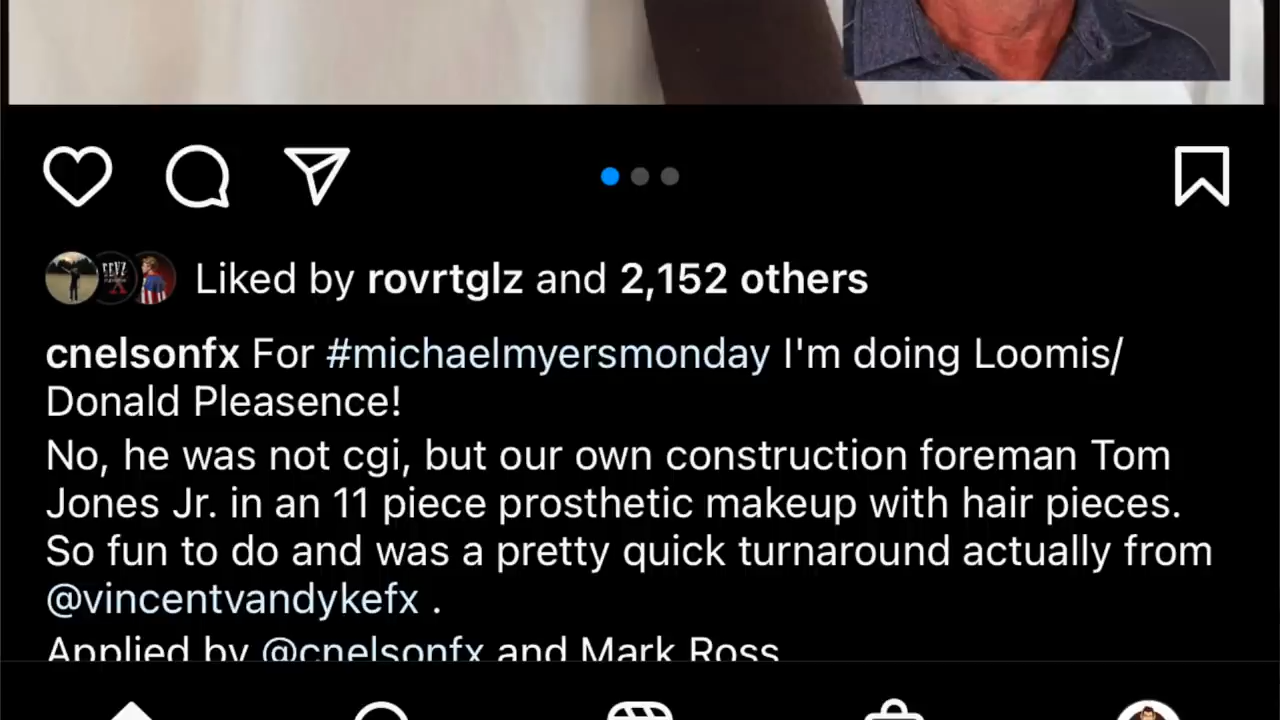 Liked by rovrtglz and 2,152 others
cnelsonfx For #michaelmyersmonday I'm doing Loomis/
Donald Pleasence!
No, he was not cgi, but our own construction foreman Tom
Jones Jr. in an 11 piece prosthetic makeup with hair pieces.
So fun to do and was a pretty quick turnaround actually from
@vincentvandykefx .
Applied by @cnelsonfx and Mark Ross